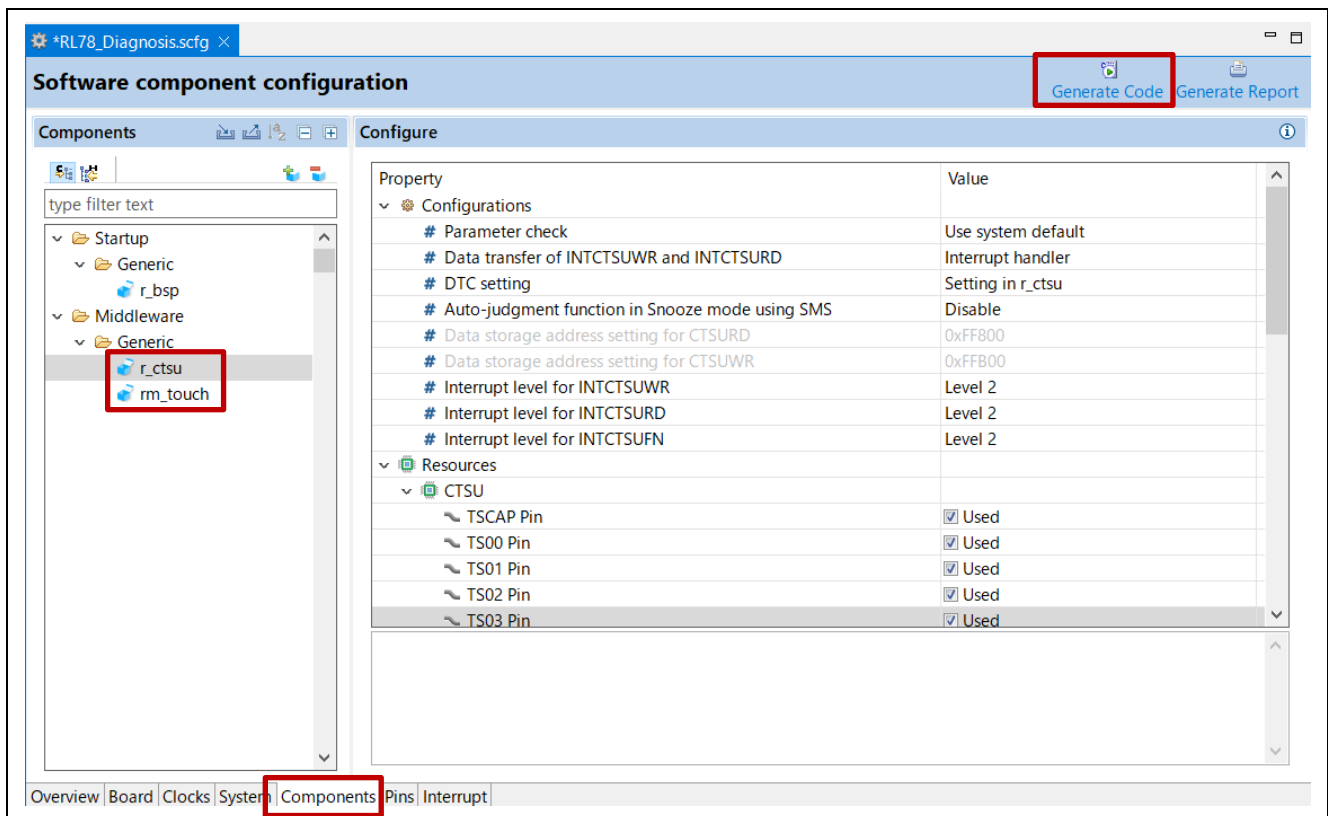 *RL78_Diagnosis.scfg
Software component configuration
Generate Code Generate Report
Components
type filter text
Startup
Generic
r_bsp
Middleware
Generic
r_ctsu
rm_touch
Configure
Property Value
Configurations
# Parameter check Use system default
# Data transfer of INTCTSUWR and INTCTSURD Interrupt handler
# DTC setting Setting in r_ctsu
# Auto-judgment function in Snooze mode using SMS Disable
# Data storage address setting for CTSURD 0xFF800
# Data storage address setting for CTSUWR 0xFFB00
# Interrupt level for INTCTSUWR Level 2
# Interrupt level for INTCTSURD Level 2
# Interrupt level for INTCTSUFN Level 2
Resources
CTSU
TSCAP Pin Used
TS00 Pin Used
TS01 Pin Used
TS02 Pin Used
TS03 Pin Used
Overview Board Clocks System Components Pins Interrupt